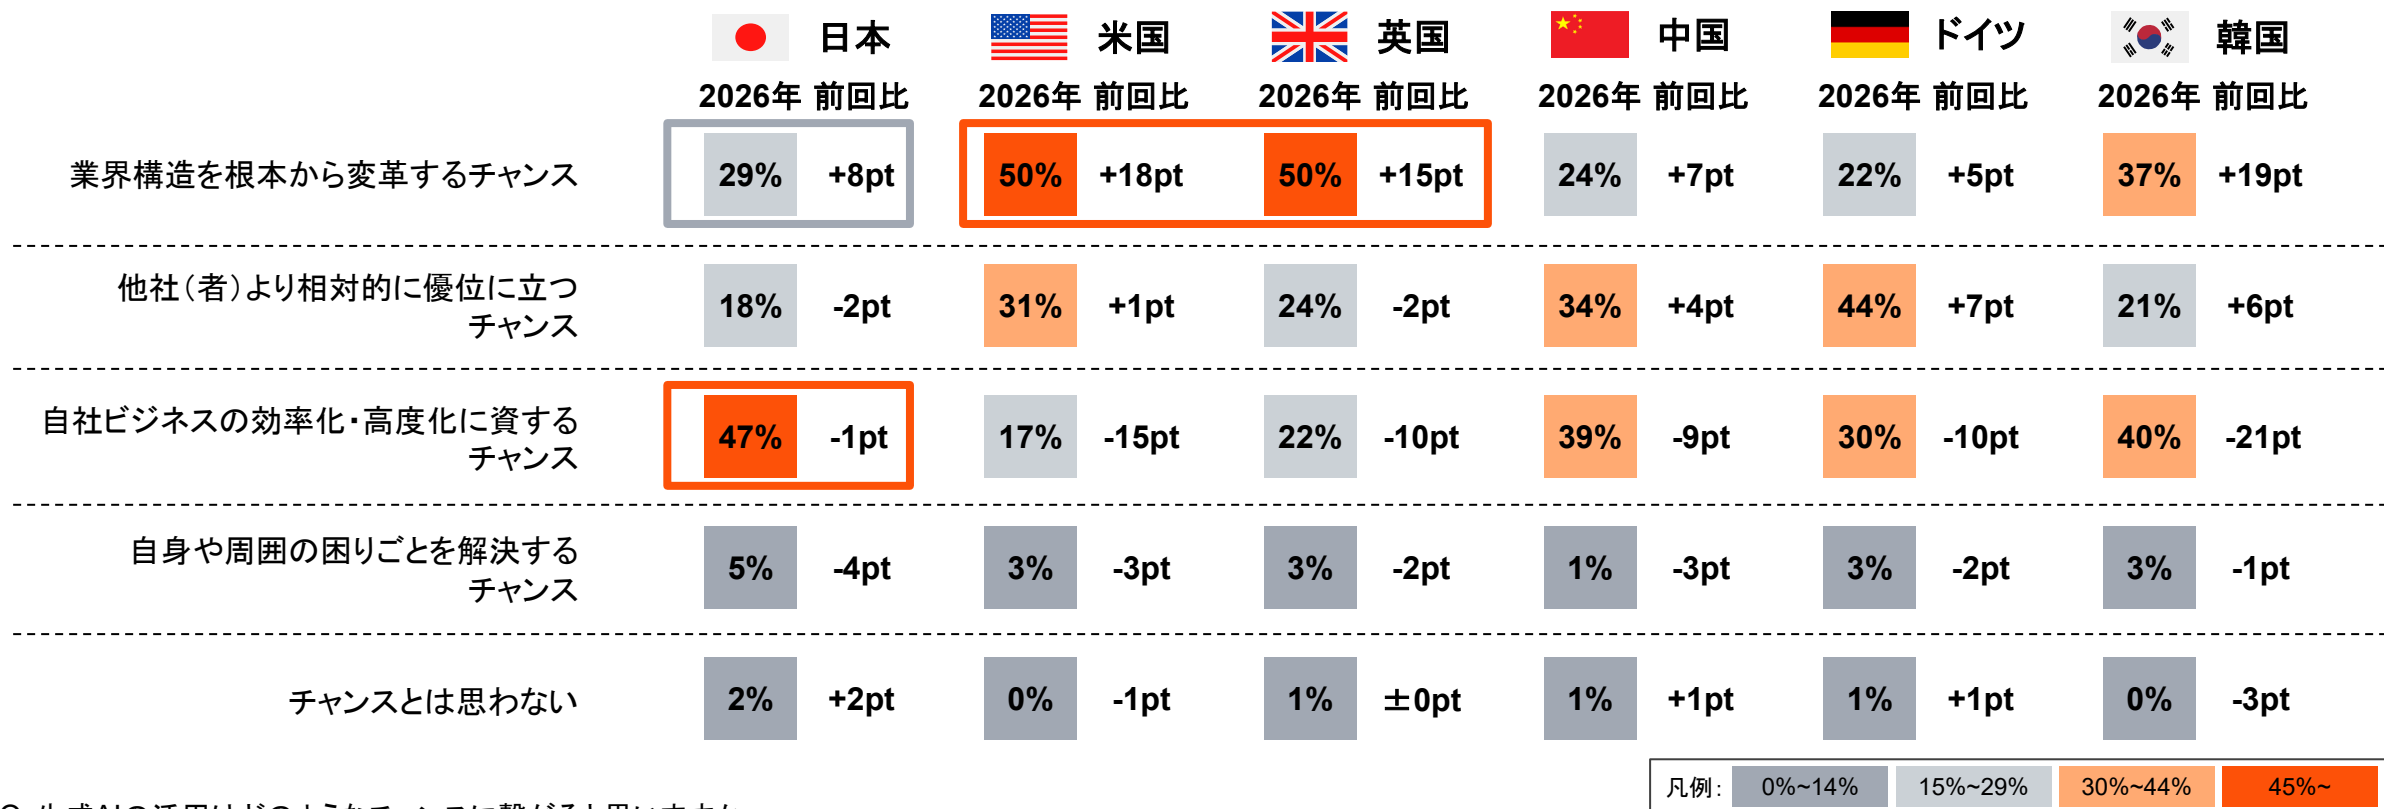 日本 米国 英国 中国 ドイツ 韓国
2026年 前回比 2026年 前回比 2026年 前回比 2026年 前回比 2026年 前回比 2026年 前回比
業界構造を根本から変革するチャンス 29% +8pt 50% +18pt 50% +15pt 24% +7pt 22% +5pt 37% +19pt
他社（者）より相対的に優位に立つ
チャンス
18% -2pt 31% +1pt 24% -2pt 34% +4pt 44% +7pt 21% +6pt
自社ビジネスの効率化・高度化に資する
チャンス
47% -1pt 17% -15pt 22% -10pt 39% -9pt 30% -10pt 40% -21pt
自身や周囲の困りごとを解決する
チャンス
5% -4pt 3% -3pt 3% -2pt 1% -3pt 3% -2pt 3% -1pt
チャンスとは思わない 2% +2pt 0% -1pt 1% ±0pt 1% +1pt 1% +1pt 0% -3pt
凡例： 0%~14% 15%~29% 30%~44% 45%~